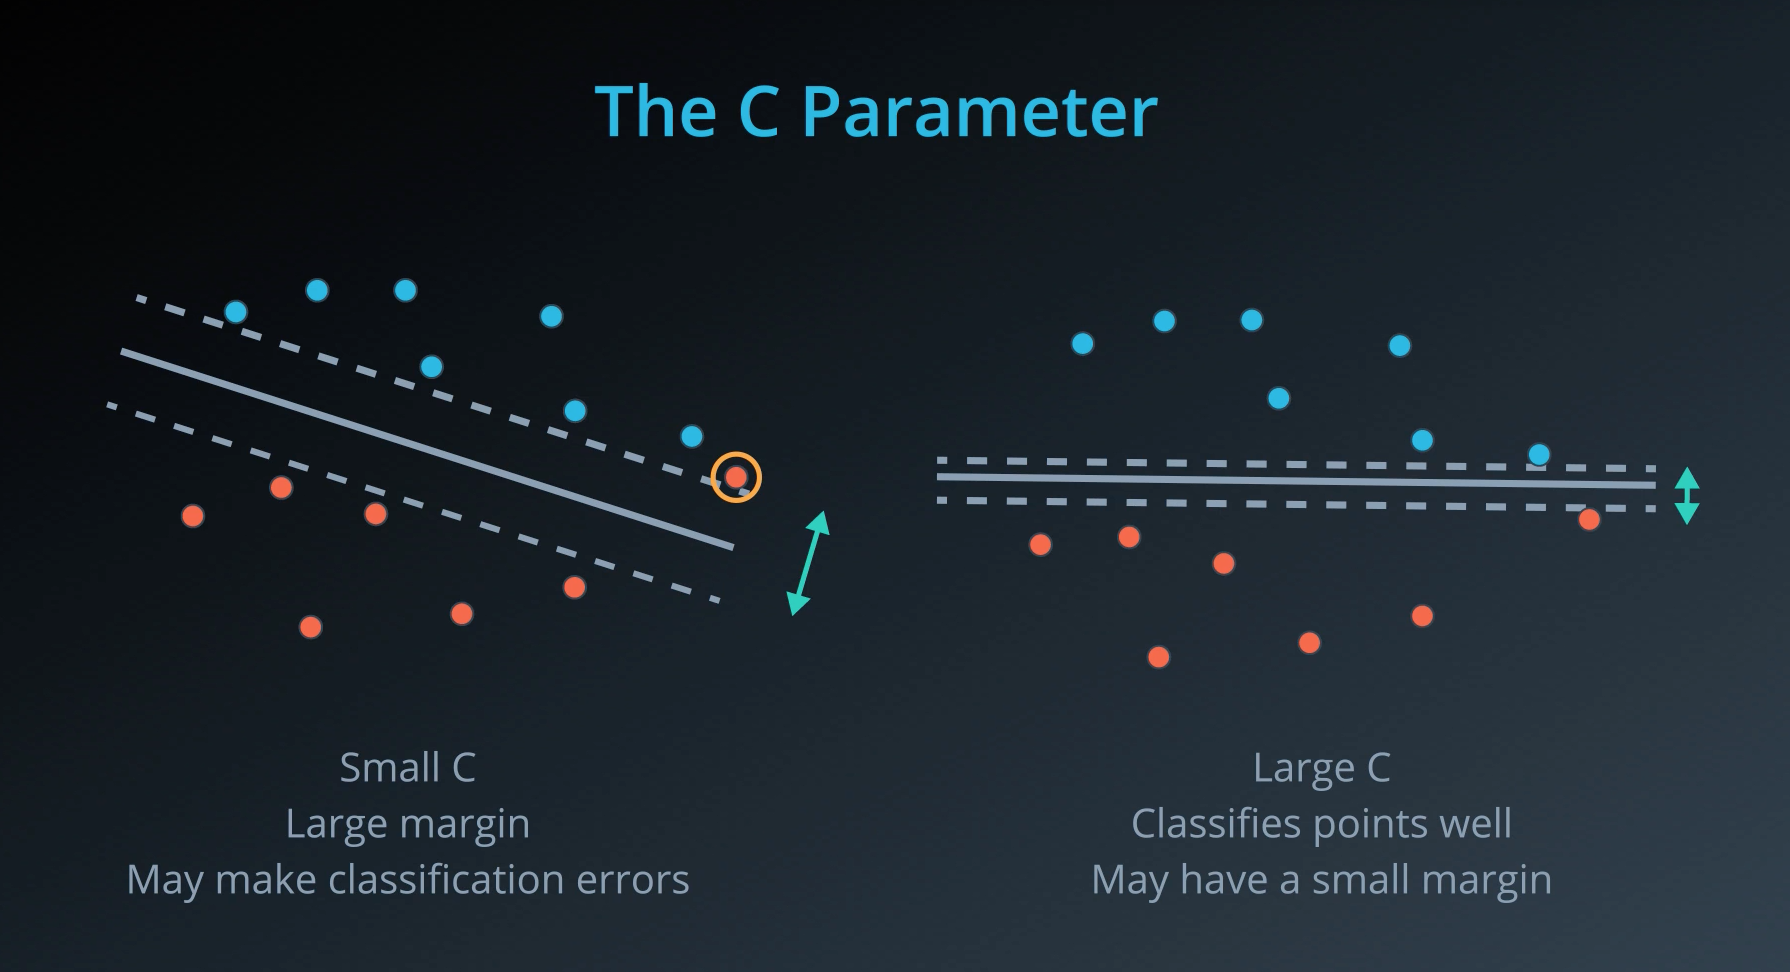 The C Parameter
Small C
Large margin
May make classification errors
Large C
Classifies points well
May have a small margin